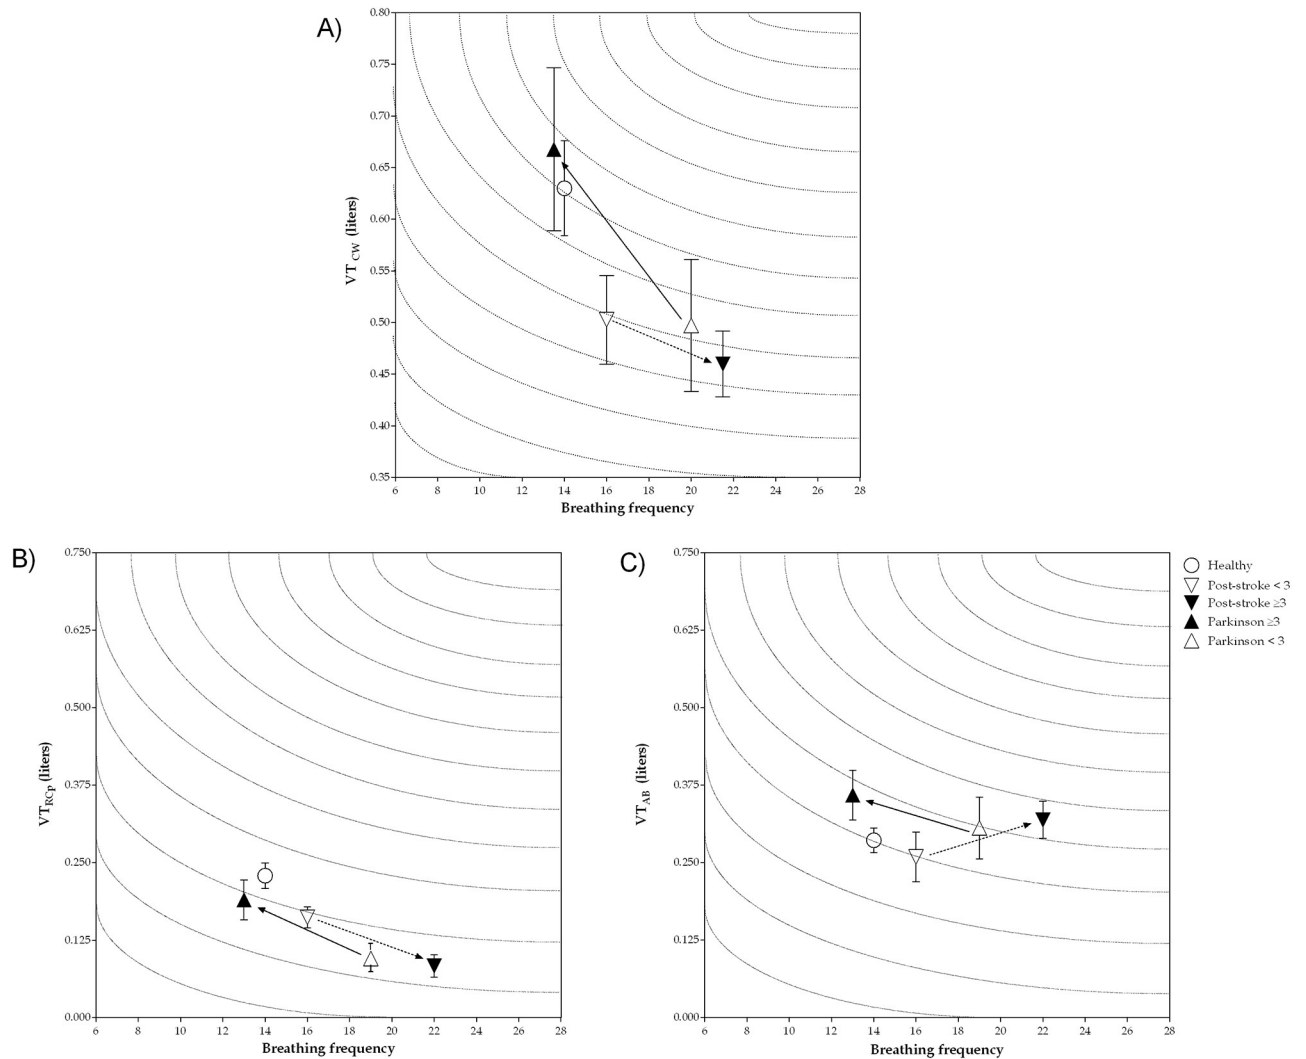 A)
0.80
0.75
0.70
0.65
0.60
0.55
0.50
0.45
0.40
0.35
VT CW (liters)
6 8 10 12 14 16 18 20 22 24 26 28
Breathing frequency
B)
0.750
0.625
0.500
0.375
0.250
0.125
0.000
VT RCp (liters)
6 8 10 12 14 16 18 20 22 24 26 28
Breathing frequency
C)
0.750
0.625
0.500
0.375
0.250
0.125
0.000
VT AB (liters)
6 8 10 12 14 16 18 20 22 24 26 28
Breathing frequency
Healthy
Post-stroke < 3
Post-stroke ≥3
Parkinson ≥3
Parkinson < 3